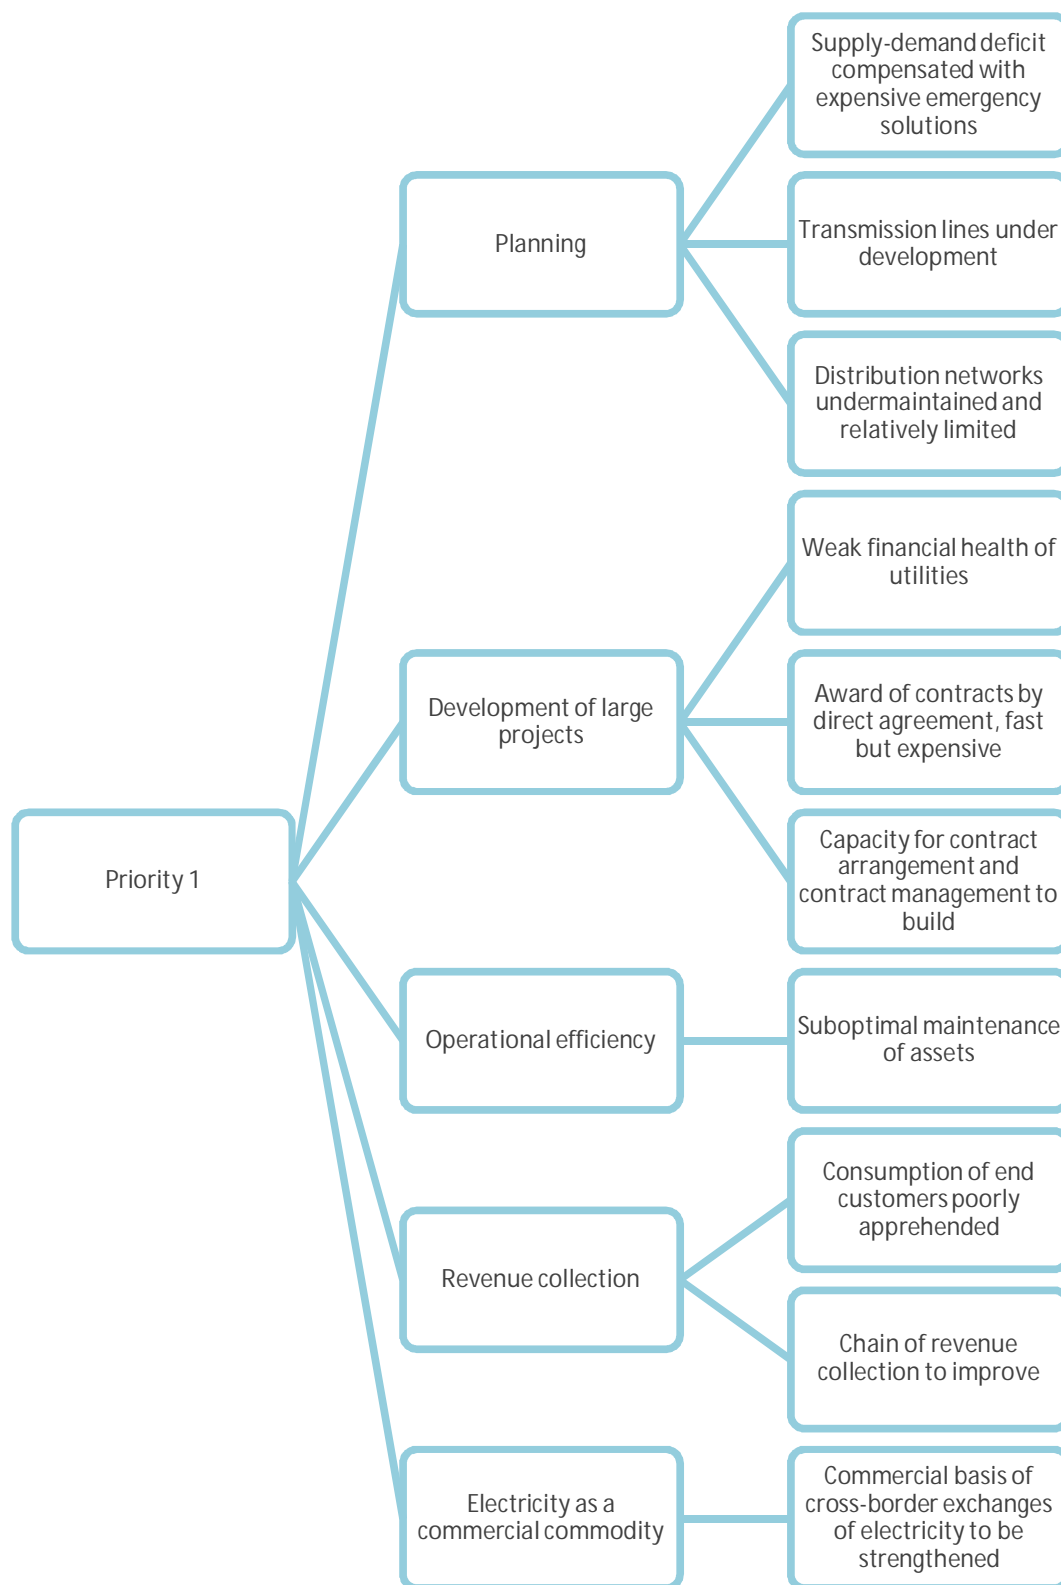 Supply-demand deficit
compensated with
expensive emergency
solutions
Planning
Transmission lines under
development
Distribution networks
undermaintained and
relatively limited
Weak financial health of
utilities
Development of large
projects
Award of contracts by
direct agreement, fast
but expensive
Priority 1
Capacity for contract
arrangement and
contract management to
build
Operational efficiency
Suboptimal maintenance
of assets
Consumption of end
customers poorly
apprehended
Revenue collection
Chain of revenue
collection to improve
Electricity as a
commercial commodity
Commercial basis of
cross-border exchanges
of electricity to be
strengthened